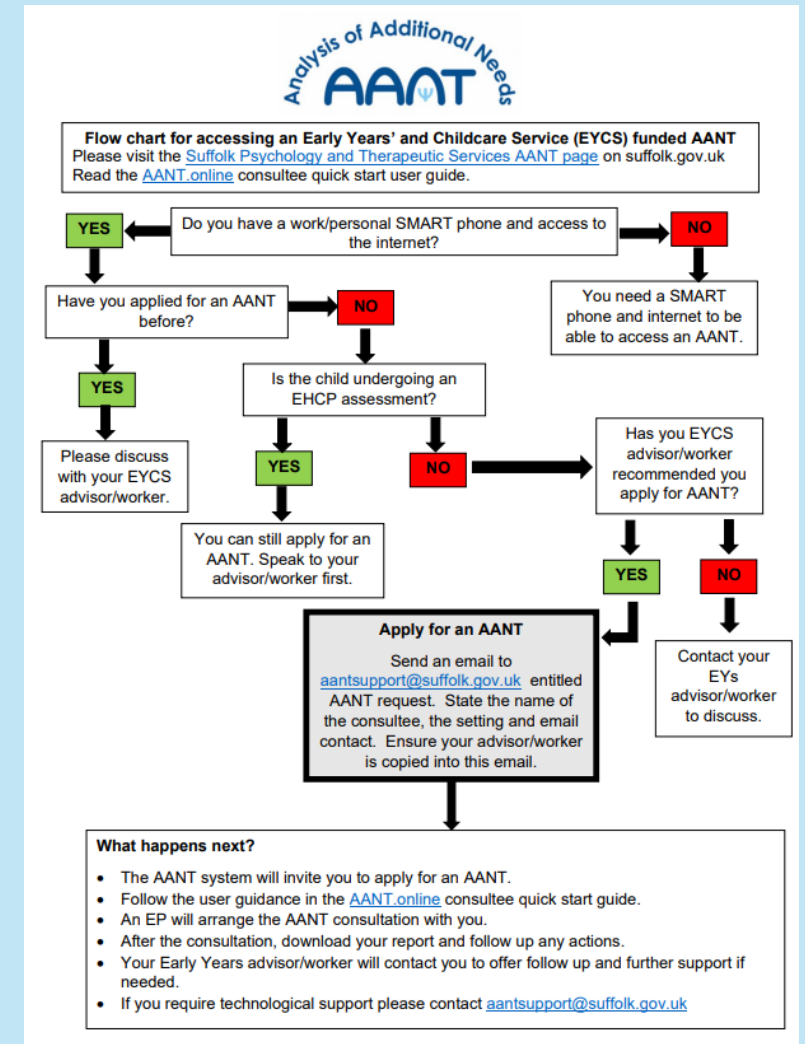 Analysis of Additional Needs
AANT
Flow chart for accessing an Early Years' and Childcare Service (EYCS) funded AANT
Please visit the Suffolk Psychology and Therapeutic Services AANT page on suffolk.gov.uk
Read the AANT.online consultee quick start user guide.
YES
Do you have a work/personal SMART phone and access to
the internet?
NO
Have you applied for an AANT
before?
NO
You need a SMART
phone and internet to be
able to access an AANT.
YES
Is the child undergoing an
EHCP assessment?
Please discuss
with your EYCS
advisor/worker.
YES
NO
Has you EYCS
advisor/worker
recommended you
apply for AANT?
You can still apply for an
AANT. Speak to your
advisor/worker first.
YES
NO
Apply for an AANT
Send an email to
aantsupport@suffolk.gov.uk entitled
AANT request. State the name of
the consultee, the setting and email
contact. Ensure your advisor/worker
is copied into this email.
Contact your
EYs
advisor/worker
to discuss.
What happens next?
• The AANT system will invite you to apply for an AANT.
• Follow the user guidance in the AANT.online consultee quick start guide.
• An EP will arrange the AANT consultation with you.
• After the consultation, download your report and follow up any actions.
• Your Early Years advisor/worker will contact you to offer follow up and further support if
needed.
• If you require technological support please contact aantsupport@suffolk.gov.uk